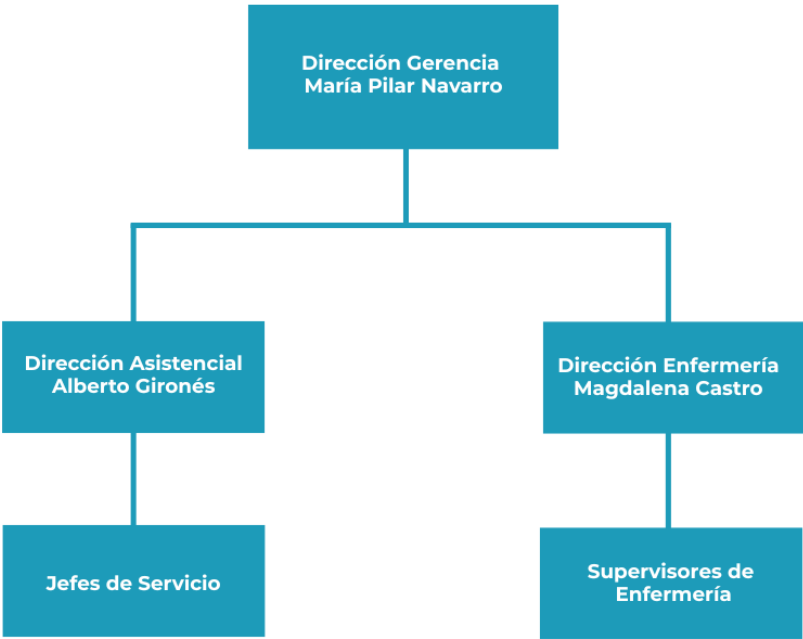 Dirección Gerencia
María Pilar Navarro
Dirección Asistencial
Alberto Gironés
Dirección Enfermería
Magdalena Castro
Jefes de Servicio
Supervisores de
Enfermería